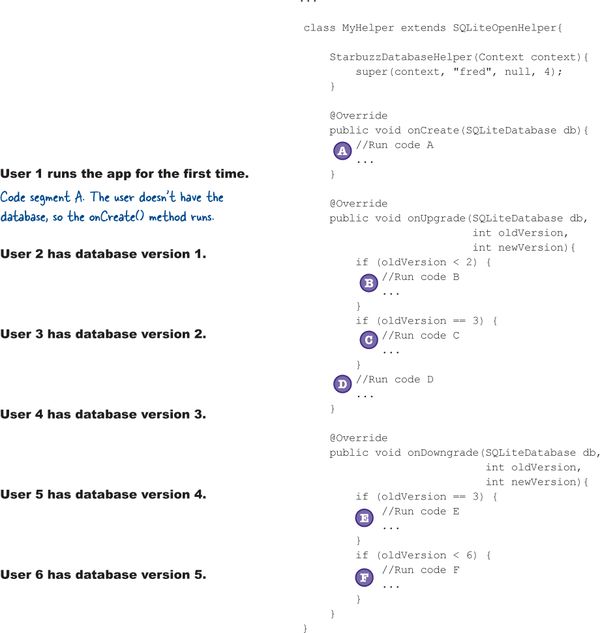 ...
class MyHelper extends SQLiteOpenHelper{
StarbuzzDatabaseHelper(Context context){
super(context, "fred", null, 4);
}
@Override
public void onCreate(SQLiteDatabase db){
A //Run code A
...
}
User 1 runs the app for the first time.
Code segment A. The user doesn't have the
database, so the onCreate() method runs.
@Override
public void onUpgrade(SQLiteDatabase db,
int oldVersion,
int newVersion){
User 2 has database version 1.
if (oldVersion < 2) {
B //Run code B
...
}
if (oldVersion == 3) {
User 3 has database version 2.
C //Run code C
...
}
D //Run code D
...
}
User 4 has database version 3.
@Override
public void onDowngrade(SQLiteDatabase db,
int oldVersion,
int newVersion){
User 5 has database version 4.
if (oldVersion == 3) {
E //Run code E
...
}
if (oldVersion < 6) {
User 6 has database version 5.
F //Run code F
...
}
}
}